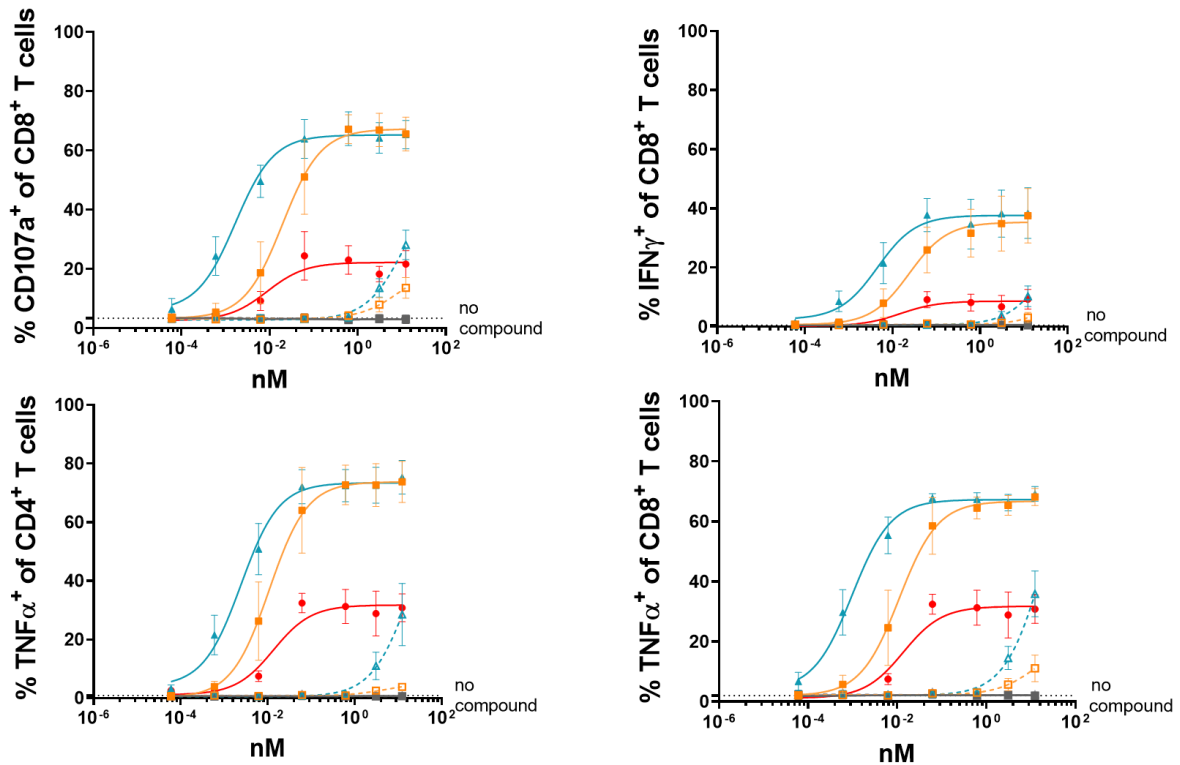 % CD107a⁺ of CD8⁺ T cells
100
80
60
40
20
0
10⁻⁶ 10⁻⁴ 10⁻² 10⁰ 10²
nM
no
compound
% IFNγ⁺ of CD8⁺ T cells
100
80
60
40
20
0
10⁻⁶ 10⁻⁴ 10⁻² 10⁰ 10²
nM
no
compound
% TNFα⁺ of CD4⁺ T cells
100
80
60
40
20
0
10⁻⁶ 10⁻⁴ 10⁻² 10⁰ 10²
nM
no
compound
% TNFα⁺ of CD8⁺ T cells
100
80
60
40
20
0
10⁻⁶ 10⁻⁴ 10⁻² 10⁰ 10²
nM
no
compound